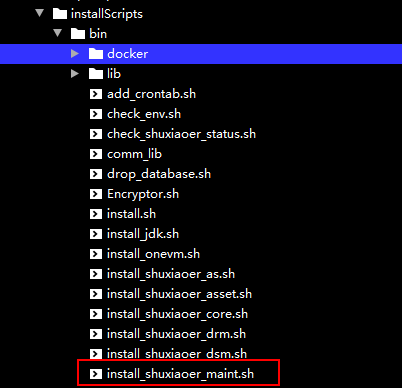 installScripts
bin
docker
lib
add_crontab.sh
check_env.sh
check_shuxiaoer_status.sh
comm_lib
drop_database.sh
Encryptor.sh
install.sh
install_jdk.sh
install_onevm.sh
install_shuxiaoer_as.sh
install_shuxiaoer_asset.sh
install_shuxiaoer_core.sh
install_shuxiaoer_drm.sh
install_shuxiaoer_dsm.sh
install_shuxiaoer_maint.sh